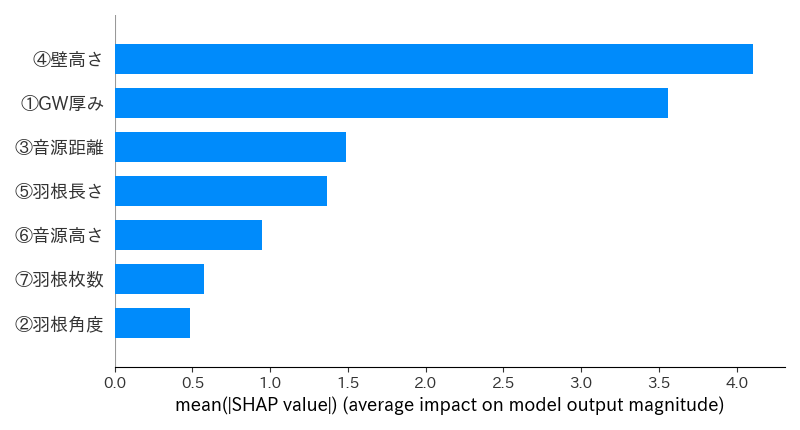 ④壁高さ
①GW厚み
③音源距離
⑤羽根長さ
⑥音源高さ
⑦羽根枚数
②羽根角度
0.0 0.5 1.0 1.5 2.0 2.5 3.0 3.5 4.0
mean(|SHAP value|) (average impact on model output magnitude)